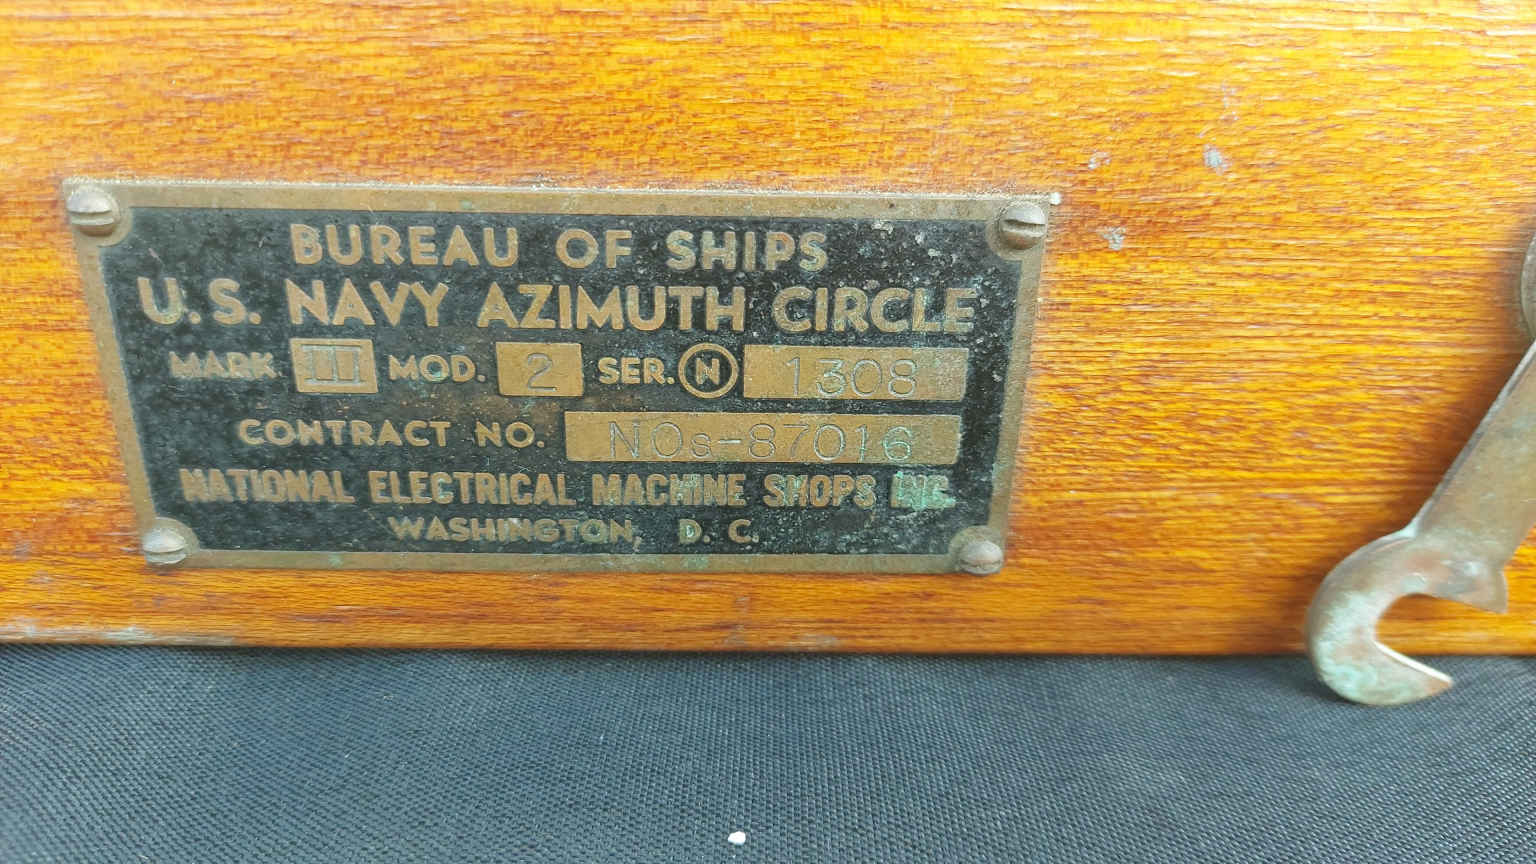 BUREAU OF SHIPS
U.S. NAVY AZIMUTH CIRCLE
MARK III MOD. 2 SER. N 1308
CONTRACT NO. NOs-87016
NATIONAL ELECTRICAL MACHINE SHOPS INC.
WASHINGTON, D. C.